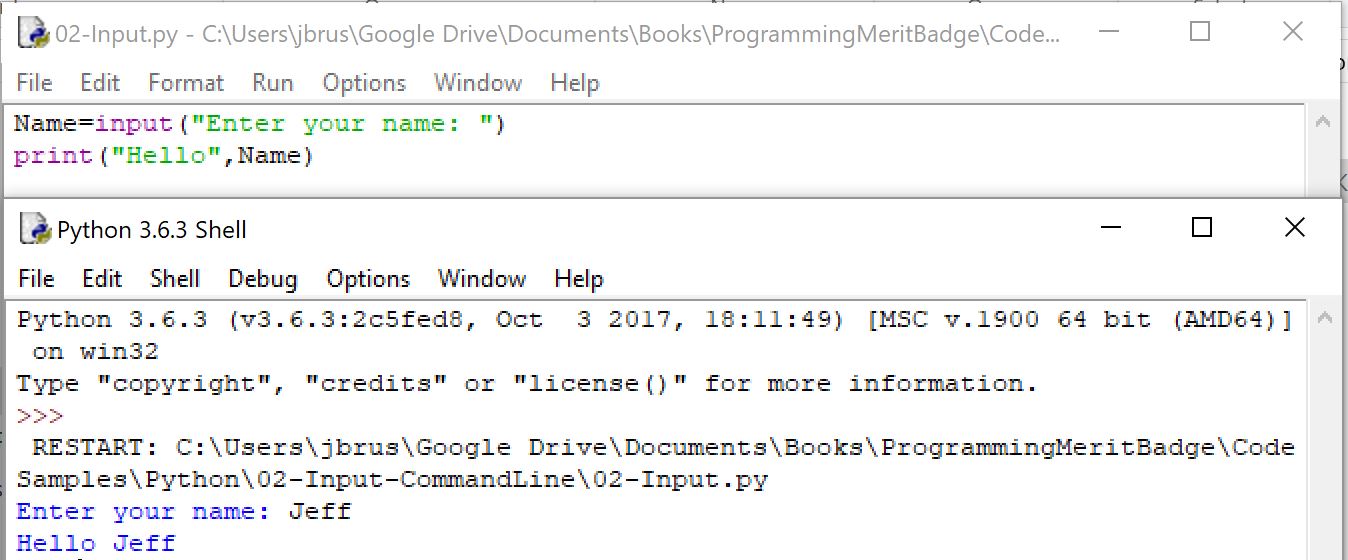 02-Input.py - C:\Users\jbrus\Google Drive\Documents\Books\ProgrammingMeritBadge\Code...
File Edit Format Run Options Window Help
Name=input("Enter your name: ")
print("Hello",Name)
Python 3.6.3 Shell
File Edit Shell Debug Options Window Help
Python 3.6.3 (v3.6.3:2c5fed8, Oct  3 2017, 18:11:49) [MSC v.1900 64 bit (AMD64)]
 on win32
Type "copyright", "credits" or "license()" for more information.
>>>
 RESTART: C:\Users\jbrus\Google Drive\Documents\Books\ProgrammingMeritBadge\Code
Samples\Python\02-Input-CommandLine\02-Input.py
Enter your name: Jeff
Hello Jeff